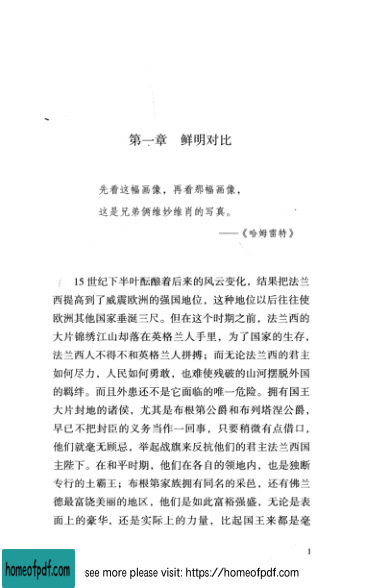 第一章 鲜明对比
先看这幅画像，再看那幅画像，
这是兄弟俩维妙维肖的写真。
——《哈姆雷特》
15 世纪下半叶酝酿着后来的风云变化，结果把法兰
西提高到了威震欧洲的强国地位，这种地位以后往往使
欧洲其他国家垂涎三尺。但在这个时期之前，法兰西的
大片锦绣江山却落在英格兰人手里，为了国家的生存，
法兰西人不得不和英格兰人拼搏；而无论法兰西的君主
如何尽力，人民如何勇敢，也难使残破的山河摆脱外国
的羁绊。而且外患还不是它面临的唯一危险。拥有国王
大片封地的诸侯，尤其是布根第公爵和布列塔涅公爵，
早已不把封臣的义务当作一回事，只要稍微有点借口，
他们就毫无顾忌，举起战旗来反抗他们的君主法兰西国
主陛下。在和平时期，他们在各自的领地内，也是独断
专行的土霸王；布根第家族拥有同名的采邑，还有佛兰
德最富饶美丽的地区，他们是如此富裕强盛，无论是表
面上的豪华，还是实际上的力量，比起国王来都是毫
1
homeofpdf.com
see more please visit: https://homeofpdf.com